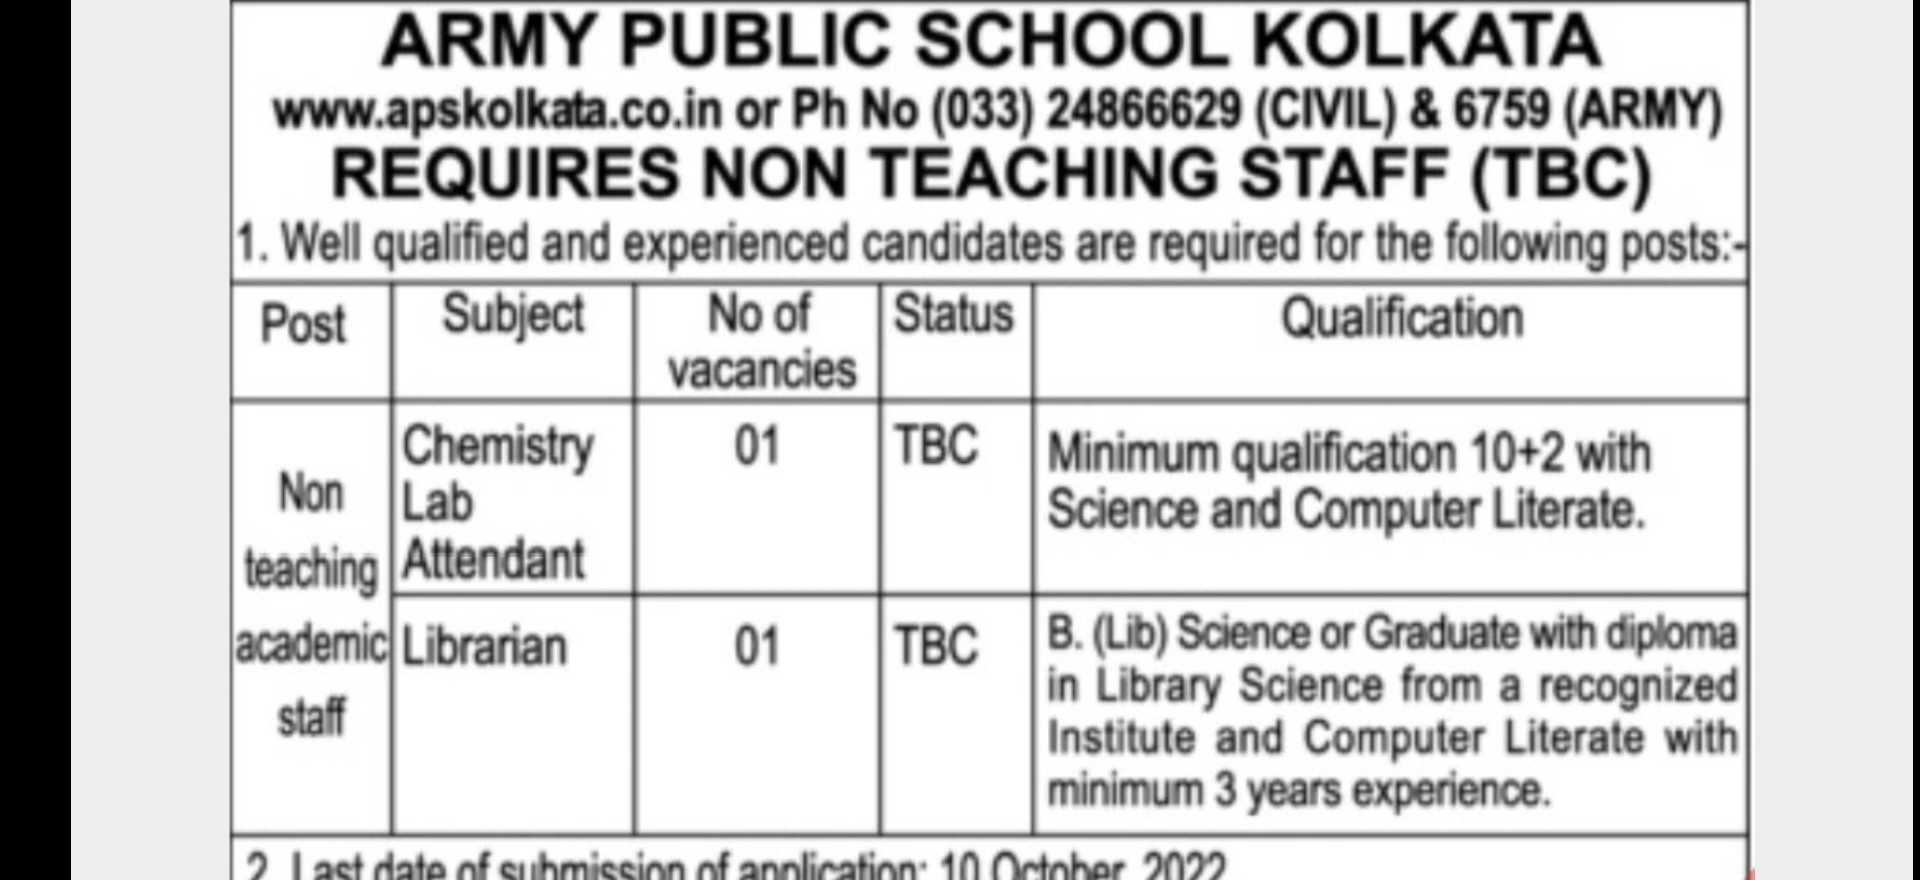 ARMY PUBLIC SCHOOL KOLKATA
www.apskolkata.co.in or Ph No (033) 24866629 (CIVIL) & 6759 (ARMY)
REQUIRES NON TEACHING STAFF (TBC)
1. Well qualified and experienced candidates are required for the following posts:-
Post
Subject
No of
vacancies
Status
Qualification
Non
teaching
academic
staff
Chemistry
Lab
Attendant
01
TBC
Minimum qualification 10+2 with
Science and Computer Literate.
Librarian
01
TBC
B. (Lib) Science or Graduate with diploma
in Library Science from a recognized
Institute and Computer Literate with
minimum 3 years experience.
2. Last date of submission of application: 10 October, 2022